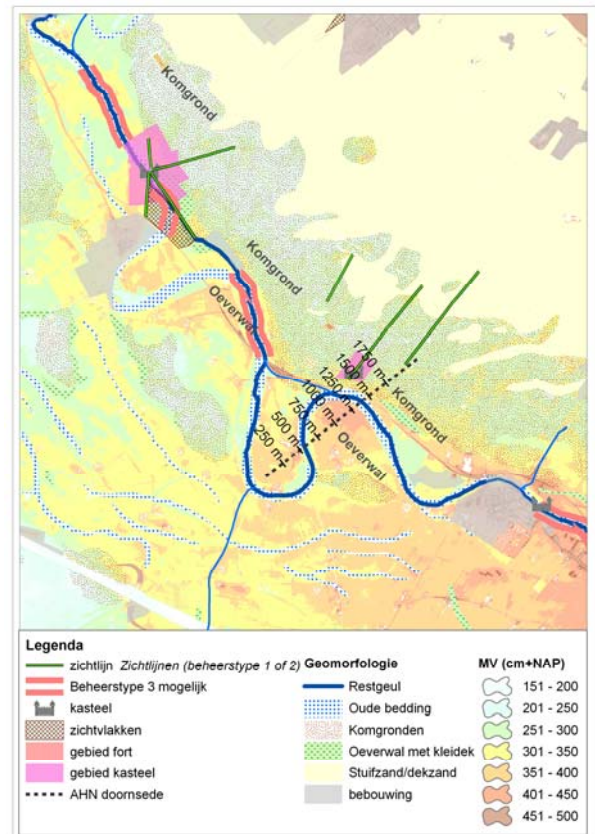 Komgrond
Komgrond
Oeverwal
1750 m
1500 m
1250 m
1000 m
750 m
500 m
250 m
Komgrond
Oeverwal
Legenda
zichtlijn Zichtlijnen (beheerstype 1 of 2)
Beheerstype 3 mogelijk
kasteel
zichtvlakken
gebied fort
gebied kasteel
AHN doornsede
Geomorfologie
Restgeul
Oude bedding
Komgronden
Oeverwal met kleidek
Stuifzand/dekzand
bebouwing
MV (cm+NAP)
151 - 200
201 - 250
251 - 300
301 - 350
351 - 400
401 - 450
451 - 500